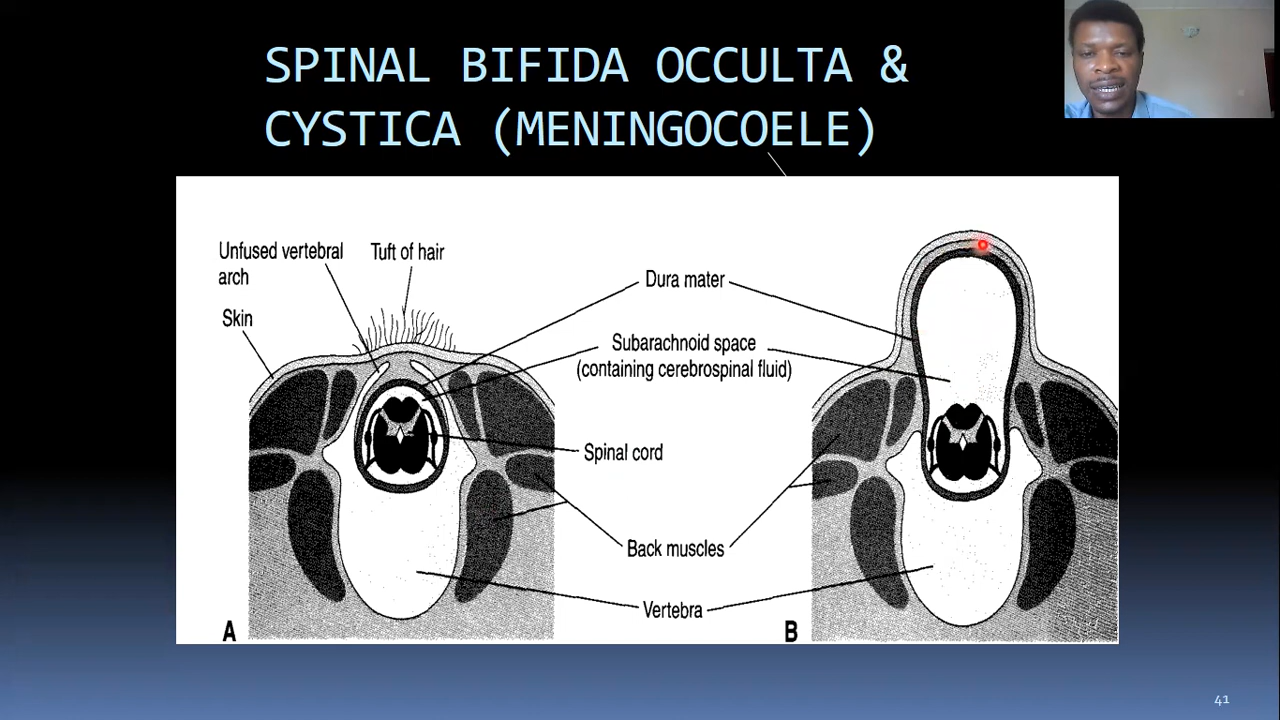 SPINAL BIFIDA OCCULTA &
CYSTICA (MENINGOCOELE)
Unfused vertebral
arch
Tuft of hair
Skin
Dura mater
Subarachnoid space
(containing cerebrospinal fluid)
Spinal cord
Back muscles
Vertebra
A
B
41